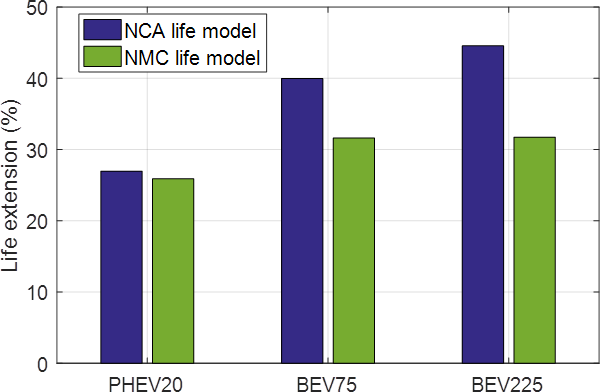 50
40
30
20
10
0
Life extension (%)
NCA life model
NMC life model
PHEV20
BEV75
BEV225